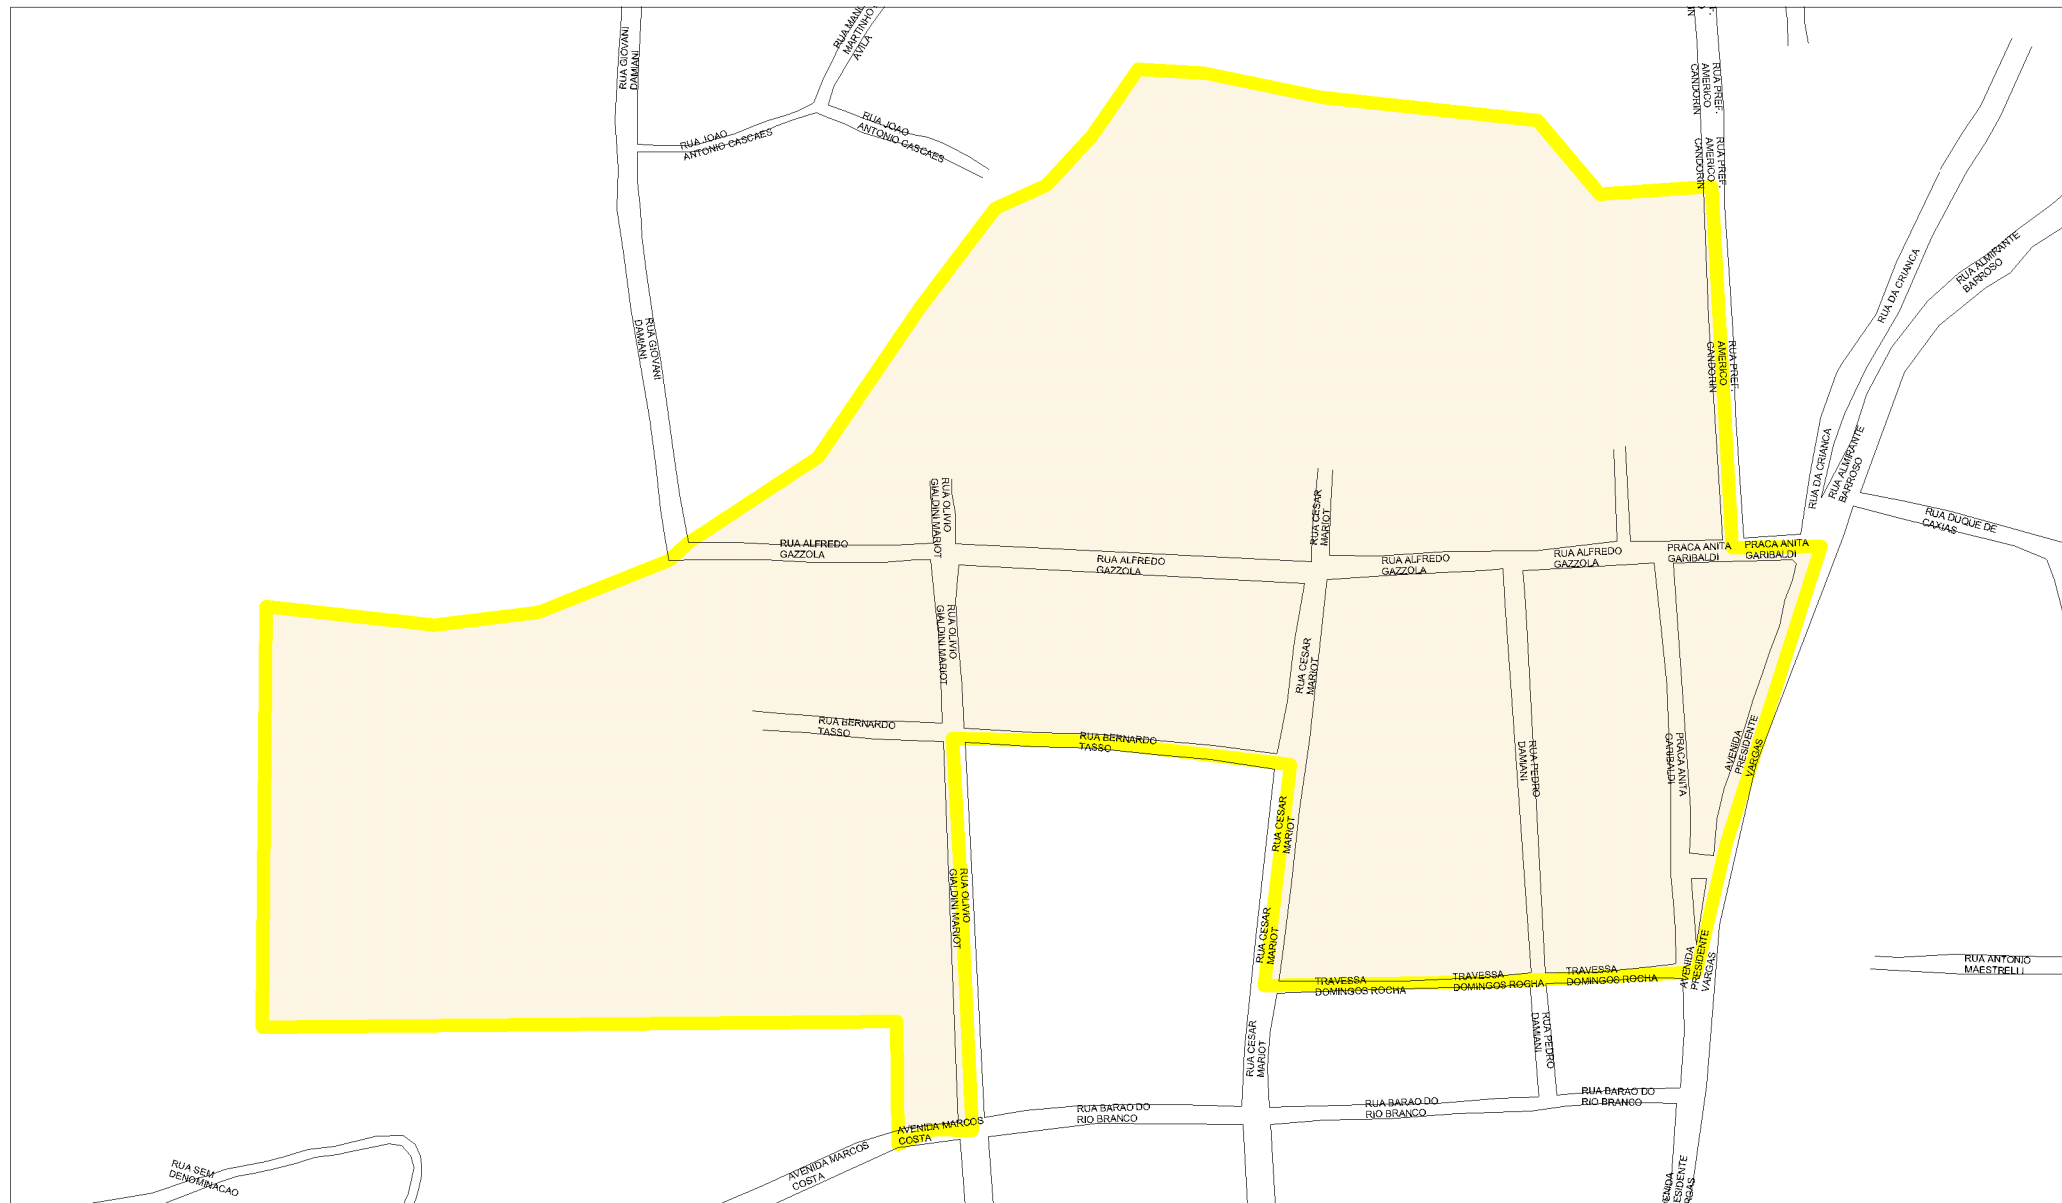 RUA GIOVANI
DAMIANI
MARTINHO
AVILA
RUA JOAO
ANTONIO CASCAES
RUA JOAO
ANTONIO CASCAES
RUA PREF.
AMERICO
CANDORIN
RUA PREF.
AMERICO
CANDORIN
RUA DA CRIANCA
RUA ALMIRANTE
BARROSO
RUA GIOVANI
DAMIANI
RUA PREF.
AMERICO
CANDORIN
RUA DA CRIANCA
RUA ALMIRANTE
BARROSO
RUA OLIVIO
GIALDINI MARIOT
RUA CESAR
MARIOT
RUA DUQUE DE
CAXIAS
RUA ALFREDO
GAZZOLA
RUA ALFREDO
GAZZOLA
RUA ALFREDO
GAZZOLA
RUA ALFREDO
GAZZOLA
PRACA ANITA
GARIBALDI
PRACA ANITA
GARIBALDI
RUA OLIVIO
GIALDINI MARIOT
RUA CESAR
MARIOT
RUA BERNARDO
TASSO
RUA BERNARDO
TASSO
RUA PEDRO
DAMIANI
PRACA ANITA
GARIBALDI
AVENIDA
PRESIDENTE
VARGAS
RUA CESAR
MARIOT
RUA OLIVIO
GIALDINI MARIOT
RUA CESAR
MARIOT
TRAVESSA
DOMINGOS ROCHA
TRAVESSA
DOMINGOS ROCHA
TRAVESSA
DOMINGOS ROCHA
AVENIDA
PRESIDENTE
VARGAS
RUA ANTONIO
MAESTRELLI
RUA CESAR
MARIOT
RUA PEDRO
DAMIANI
RUA BARAO DO
RIO BRANCO
RUA BARAO DO
RIO BRANCO
RUA BARAO DO
RIO BRANCO
AVENIDA MARCOS
COSTA
AVENIDA MARCOS
COSTA
RUA SEM
DENOMINACAO